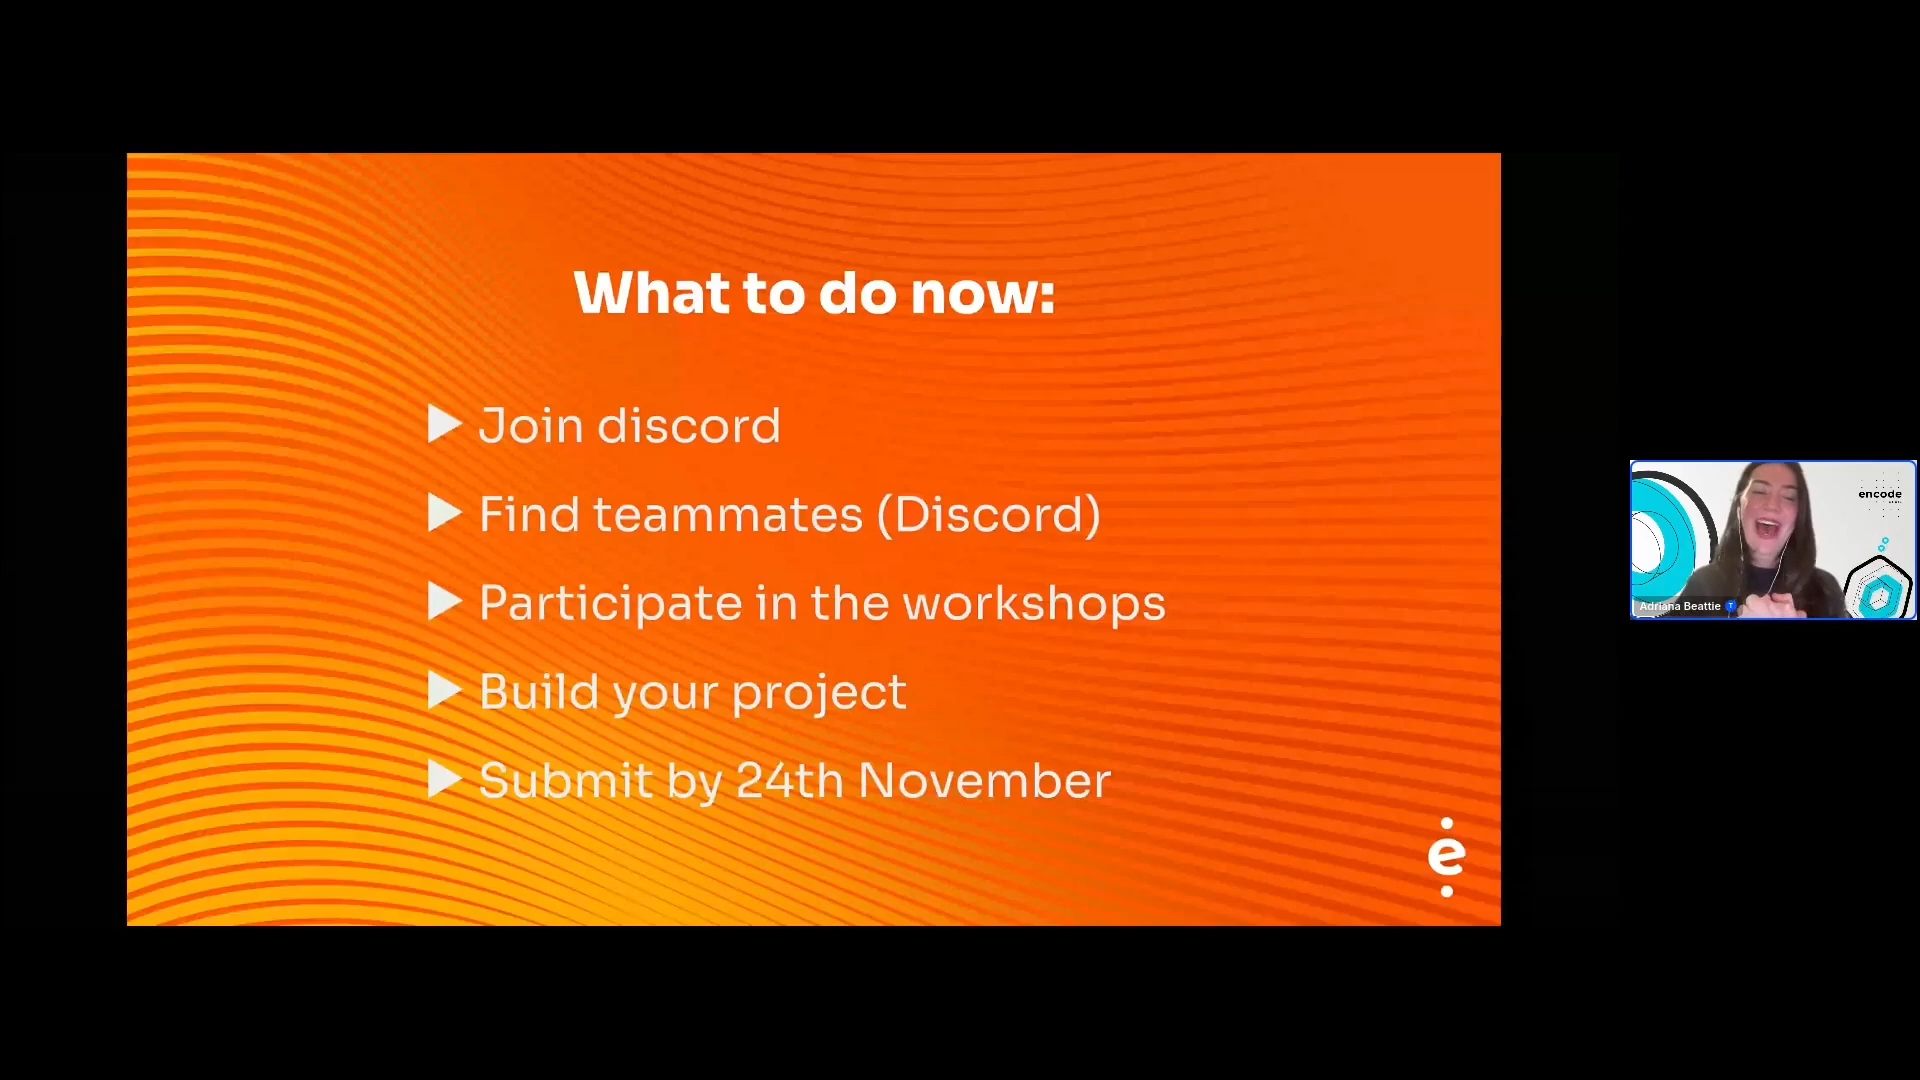 What to do now:
Join discord
Find teammates (Discord)
Participate in the workshops
Build your project
Submit by 24th November
e
encode
Adriana Beattie